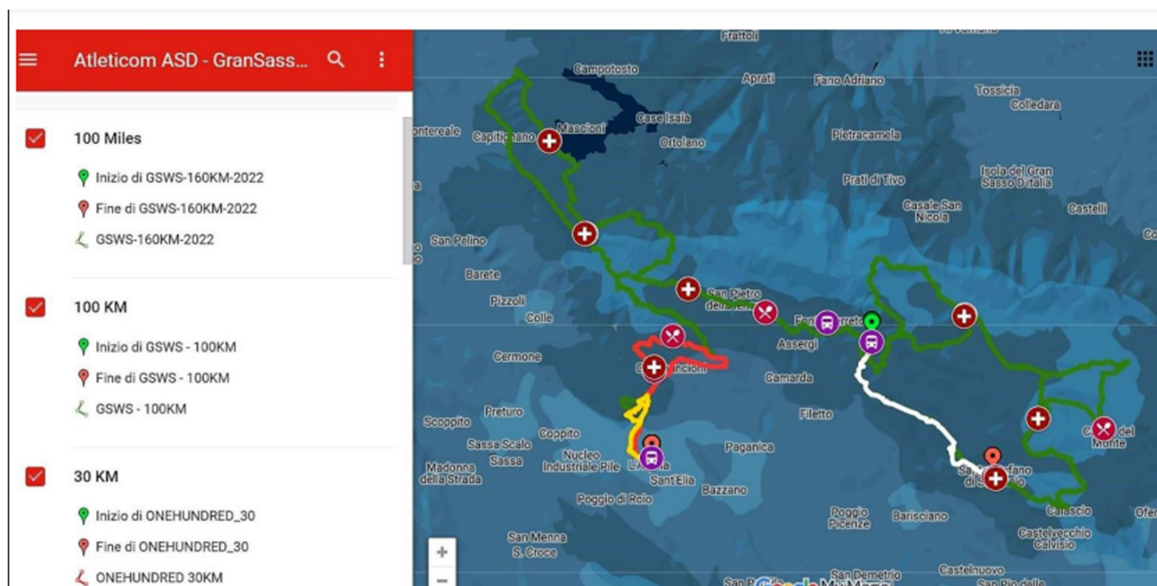 Atleticom ASD - GranSass...
100 Miles
Inizio di GSWS-160KM-2022
Fine di GSWS-160KM-2022
GSWS-160KM-2022
100 KM
Inizio di GSWS - 100KM
Fine di GSWS - 100KM
GSWS - 100KM
30 KM
Inizio di ONEHUNDRED_30
Fine di ONEHUNDRED_30
ONEHUNDRED 30KM
Frattoli
Campotosto
Aprati
Fano Adriano
Tossicia
Colledara
Case Isala
Capitignano
Mascioni
Ortolano
Pietracamela
Prati di Tivo
Isola del Gran
Sasso D'italia
Casale San
Nicola
Castelli
San Pelino
Barete
Pizzoli
Colle
San Pietro
Assergi
Cermone
Camarda
Filetto
Preturo
Scoppito
Coppito
Sassa Scalo
Sassa
Nucleo
Industriale Pile
Madonna
della Strada
Paganica
Sant'Elia
Bazzano
Poggio di Roio
Monte
Poggio
Picenze
Barisciano
Calascio
Castelvecchio
Calvisio
San Menna
S. Croce
San Demetrio
Castelnuovo
+
−